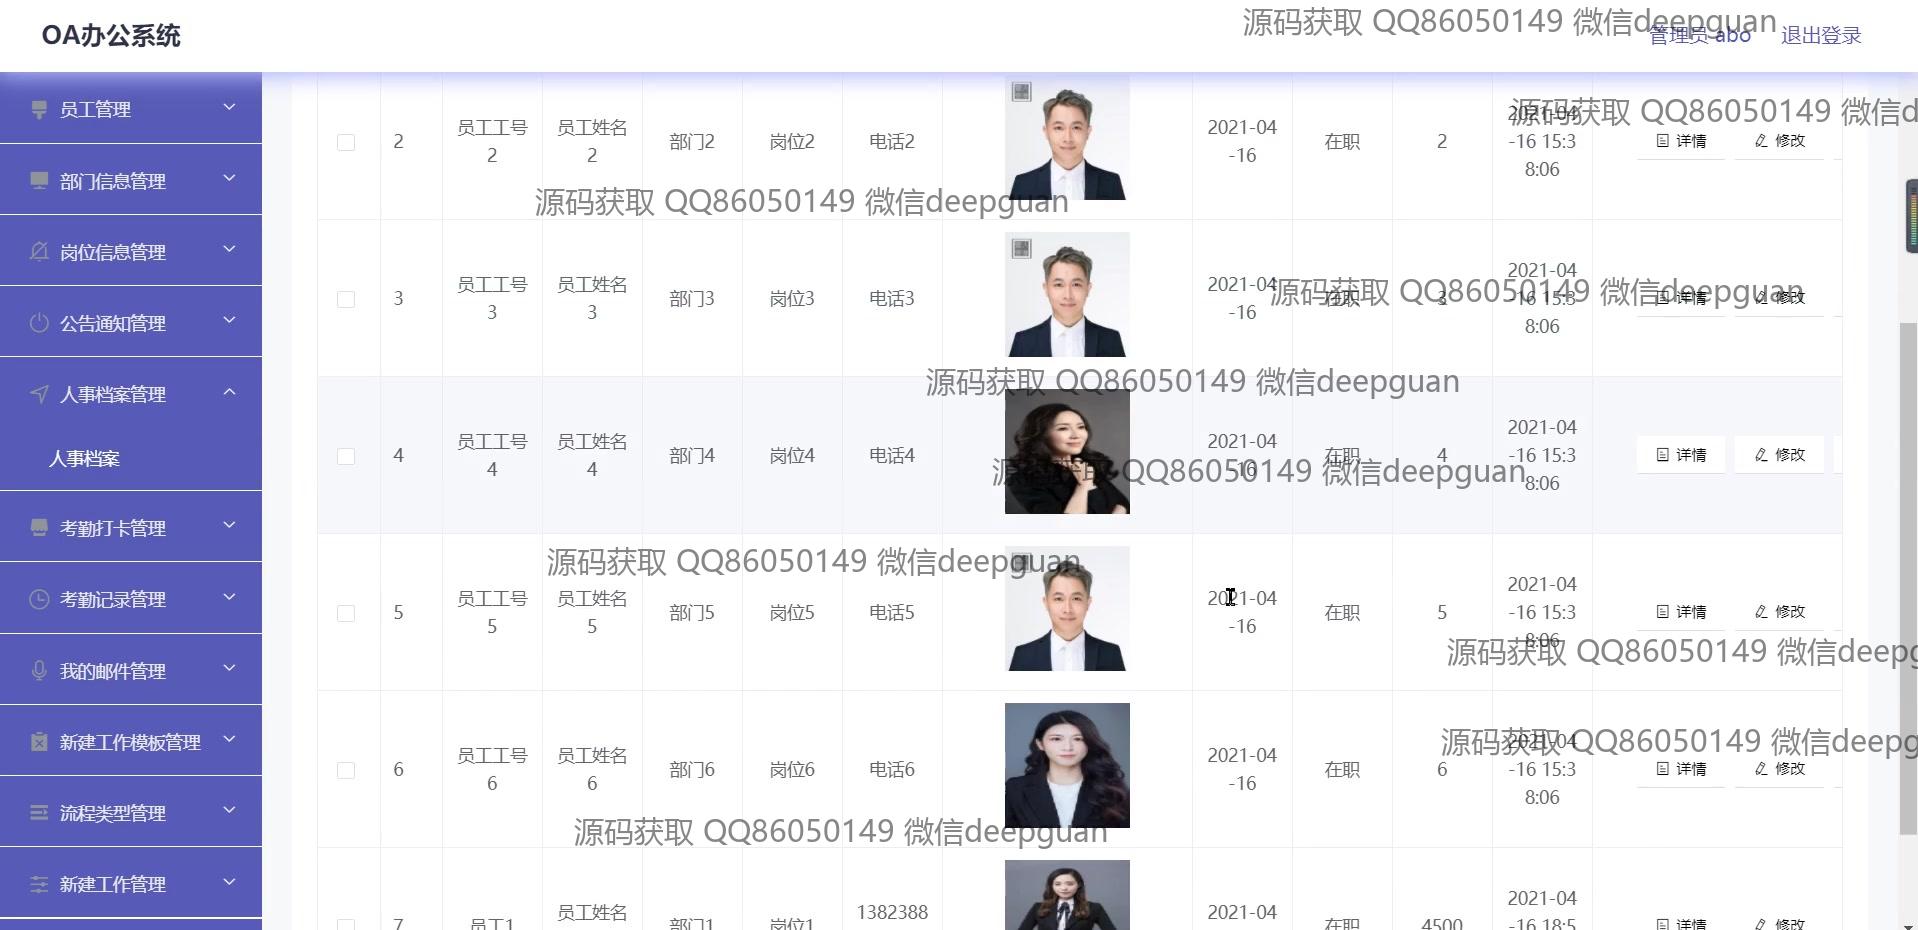 OA办公系统
源码获取 QQ86050149 微信deepguan
管理员 abo
退出登录
员工管理
部门信息管理
岗位信息管理
公告通知管理
人事档案管理
人事档案
考勤打卡管理
考勤记录管理
我的邮件管理
新建工作模板管理
流程类型管理
新建工作管理
源码获取 QQ86050149 微信d
2 员工工号2 员工姓名2 部门2 岗位2 电话2 2021-04-16 在职 2 2021-04-16 15:38:06 详情 修改
源码获取 QQ86050149 微信deepguan
3 员工工号3 员工姓名3 部门3 岗位3 电话3 2021-04-16 在职 3 2021-04-16 15:38:06 详情 修改
源码获取 QQ86050149 微信deepguan
源码获取 QQ86050149 微信deepguan
4 员工工号4 员工姓名4 部门4 岗位4 电话4 2021-04-16 在职 4 2021-04-16 15:38:06 详情 修改
源码获取 QQ86050149 微信deepguan
源码获取 QQ86050149 微信deepguan
5 员工工号5 员工姓名5 部门5 岗位5 电话5 2021-04-16 在职 5 2021-04-16 15:38:06 详情 修改
源码获取 QQ86050149 微信deepg
源码获取 QQ86050149 微信deepg
6 员工工号6 员工姓名6 部门6 岗位6 电话6 2021-04-16 在职 6 2021-04-16 15:38:06 详情 修改
源码获取 QQ86050149 微信deepguan
7 员工1 员工姓名 部门1 岗位1 1382388 2021-04 在职 4500 2021-04-16 18:5 详情 修改